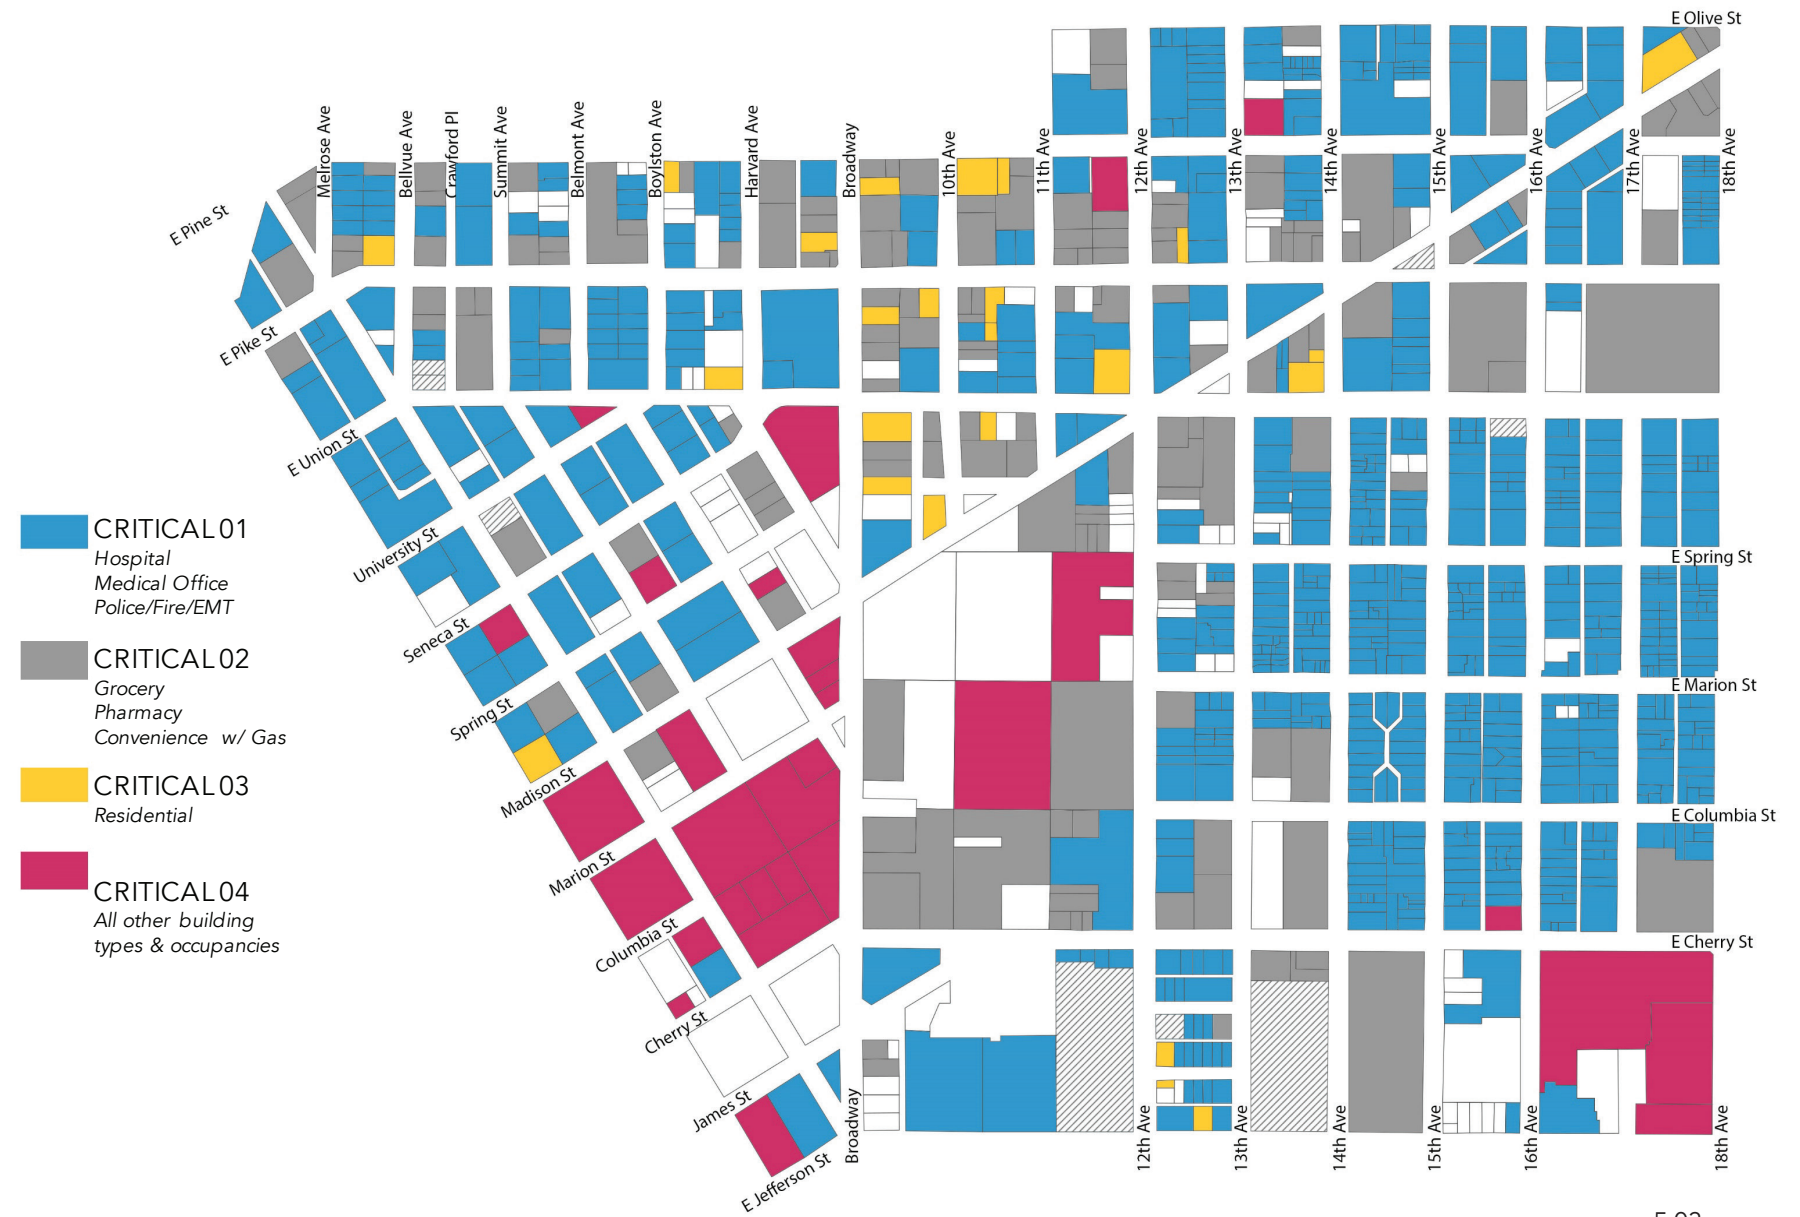 E Olive St
Melrose Ave
Bellvue Ave
Crawford Pl
Summit Ave
Belmont Ave
Boylston Ave
Harvard Ave
Broadway
10th Ave
11th Ave
12th Ave
13th Ave
14th Ave
15th Ave
16th Ave
17th Ave
18th Ave
E Pine St
E Pike St
E Union St
University St
Seneca St
Spring St
Madison St
Marion St
Columbia St
Cherry St
James St
E Jefferson St
E Spring St
E Marion St
E Columbia St
E Cherry St
CRITICAL 01
Hospital
Medical Office
Police/Fire/EMT
CRITICAL 02
Grocery
Pharmacy
Convenience w/ Gas
CRITICAL 03
Residential
CRITICAL 04
All other building
types & occupancies
Broadway
12th Ave
13th Ave
14th Ave
15th Ave
16th Ave
18th Ave